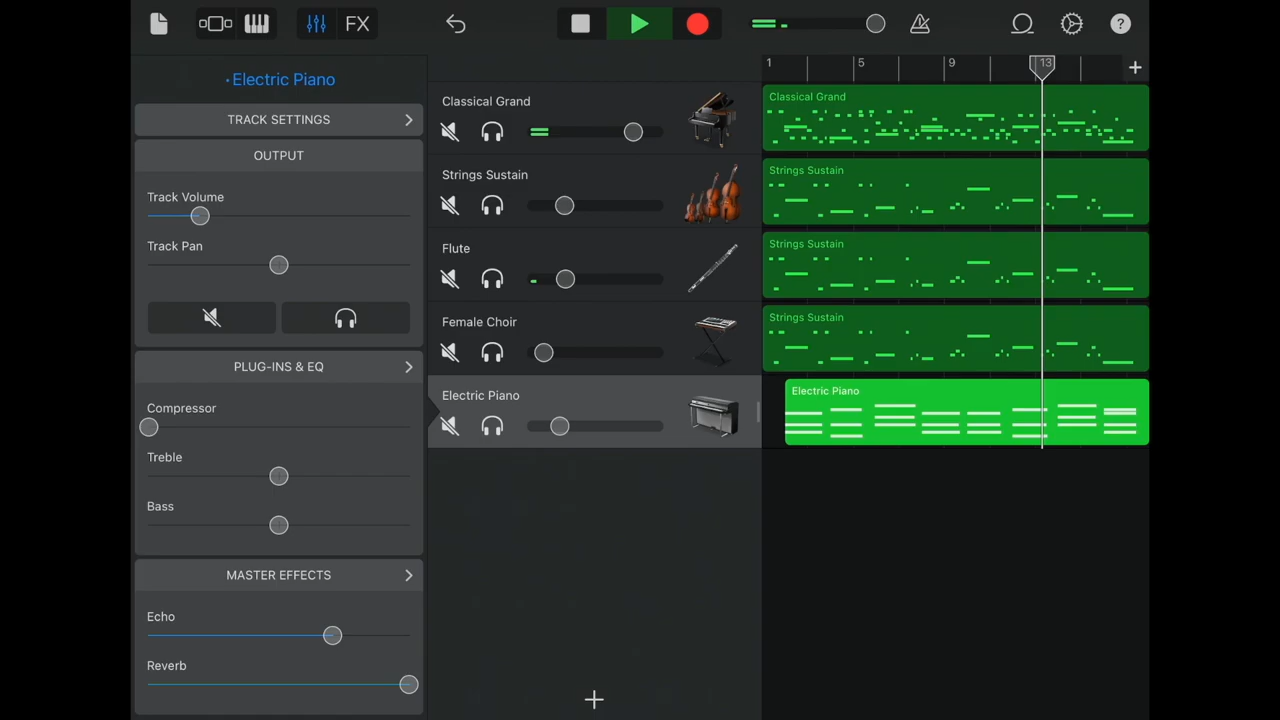 FX
?
Electric Piano
TRACK SETTINGS
OUTPUT
Track Volume
Track Pan
PLUG-INS & EQ
Compressor
Treble
Bass
MASTER EFFECTS
Echo
Reverb
Classical Grand
Strings Sustain
Flute
Female Choir
Electric Piano
+
1 5 9 13 +
Classical Grand
Strings Sustain
Strings Sustain
Strings Sustain
Electric Piano